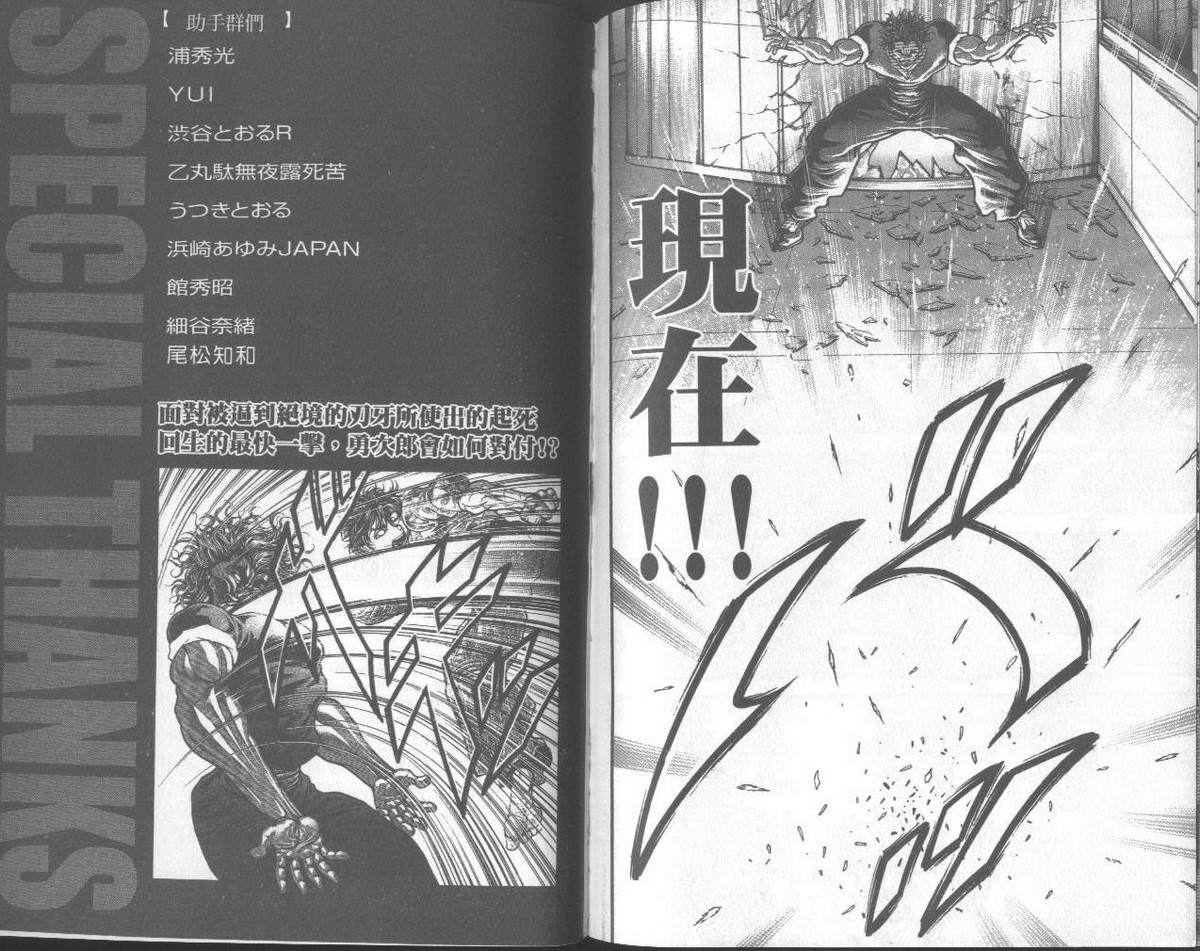 現在!!!
SPECIAL THANKS
【 助手群們 】
浦秀光
YUI
渋谷とおるR
乙丸駄無夜露死苦
うつきとおる
浜崎あゆみJAPAN
館秀昭
細谷奈緒
尾松知和
面對被逼到絕境的刃牙所使出的起死
回生的最快一擊，勇次郎會如何對付!?